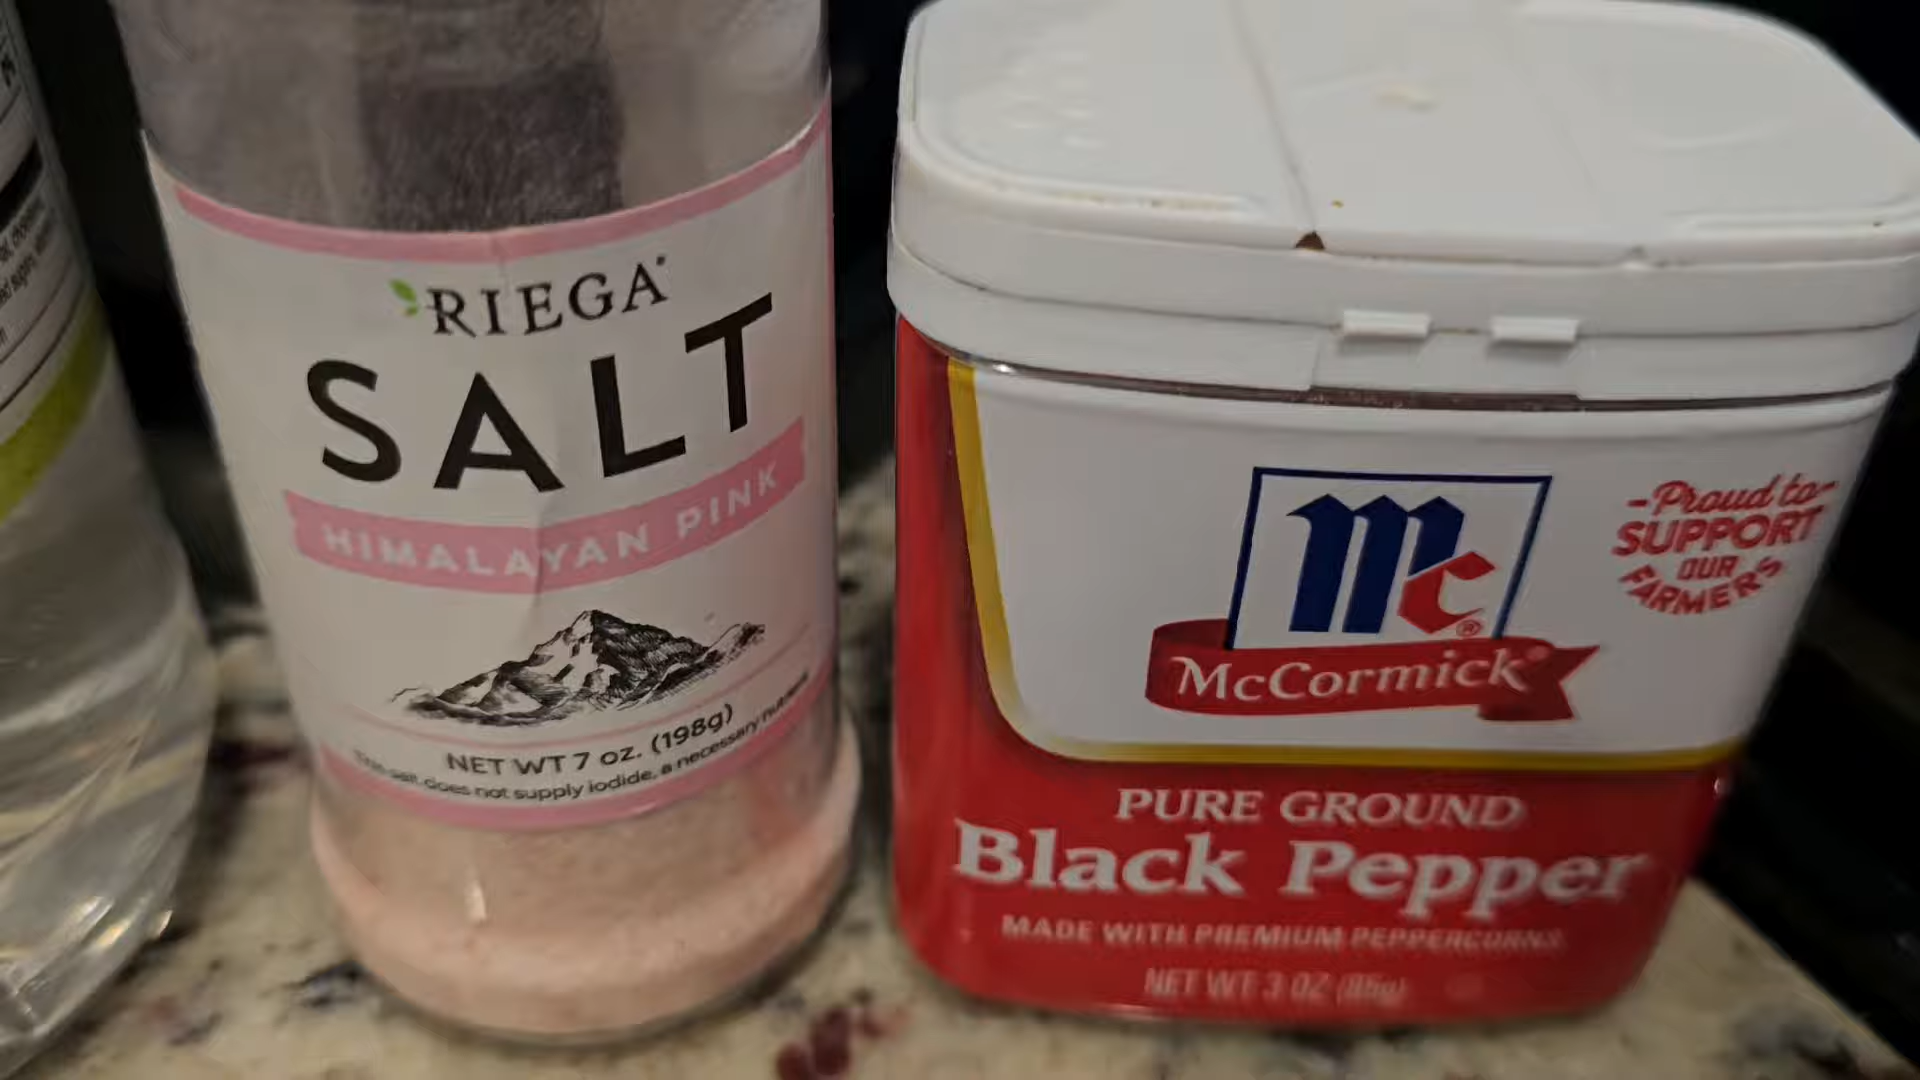 RIEGA
SALT
HIMALAYAN PINK
NET WT 7 oz. (198g)
This salt does not supply iodide, a necessary nutrient
Mc®
McCormick®
-Proud to-
SUPPORT
OUR
FARMERS
PURE GROUND
Black Pepper
MADE WITH PREMIUM PEPPERCORNS
NET WT 3 OZ (85g)